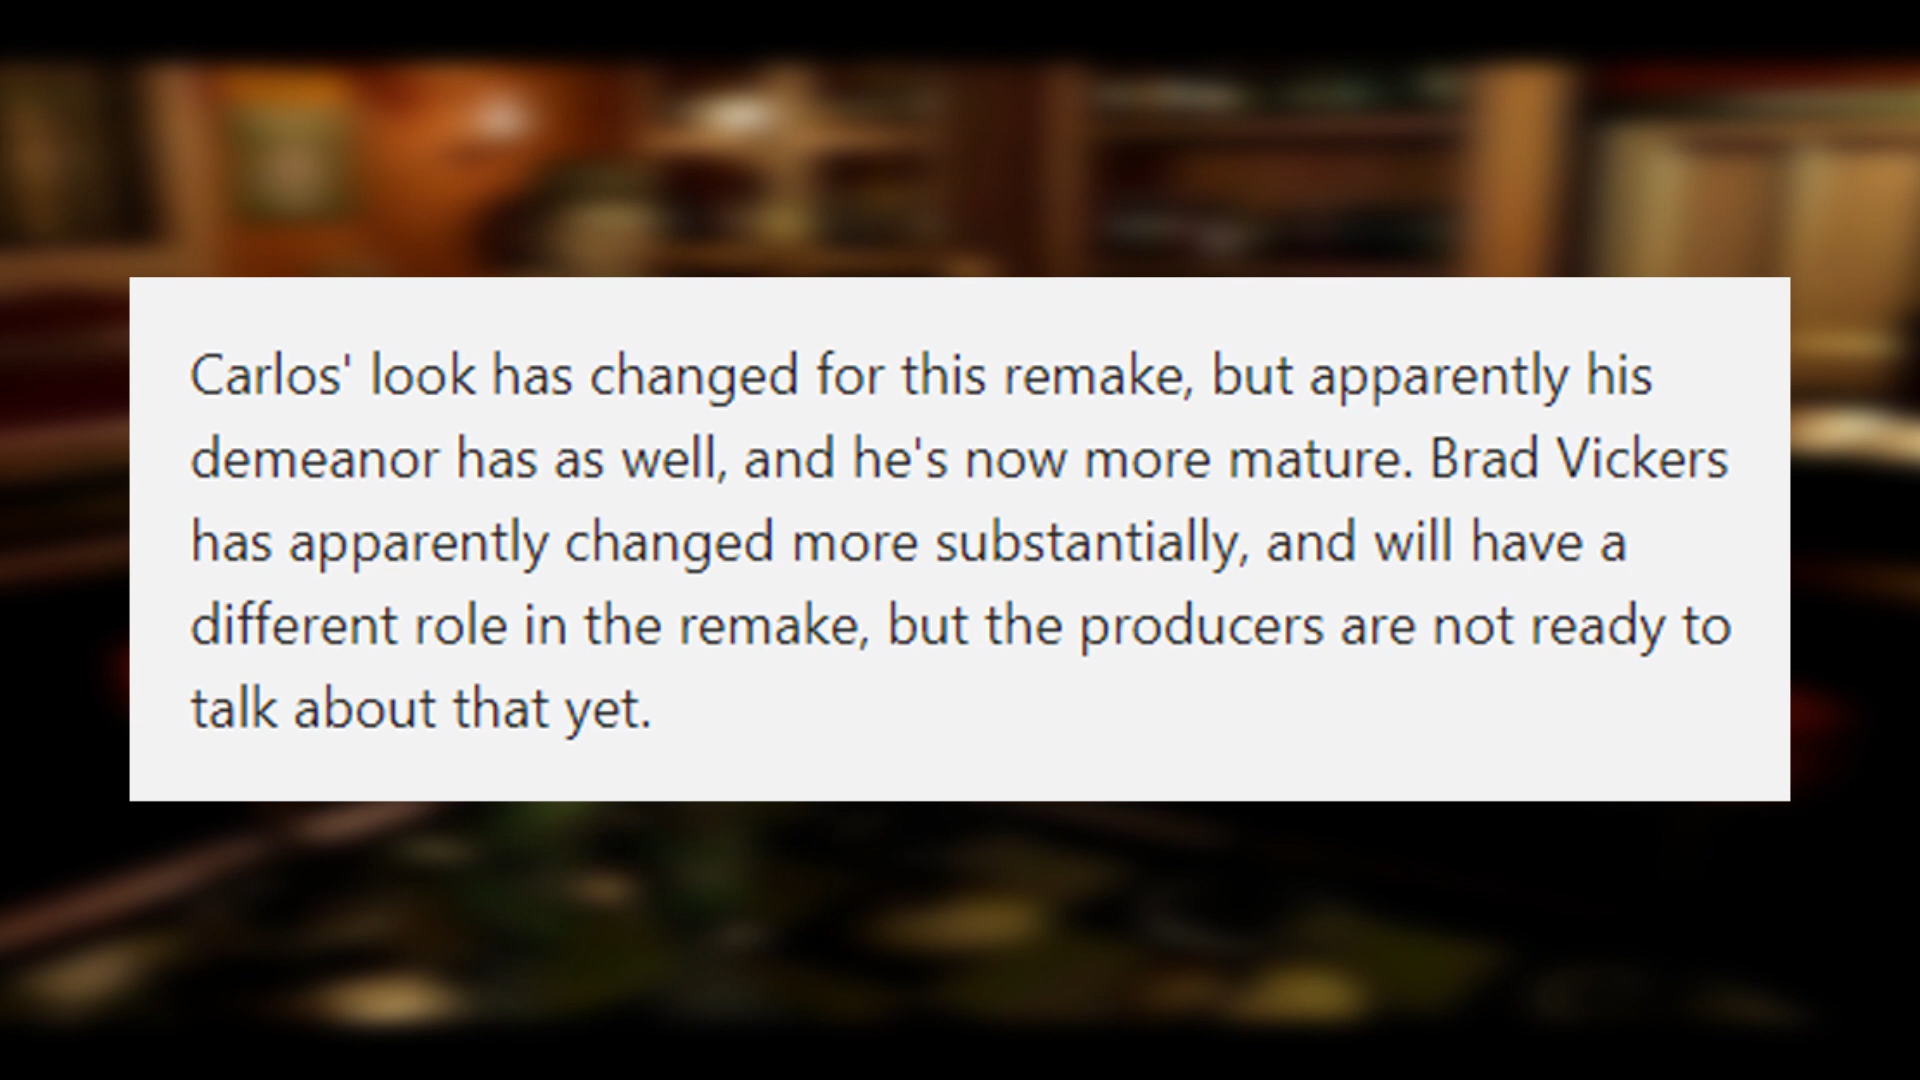 Carlos' look has changed for this remake, but apparently his
demeanor has as well, and he's now more mature. Brad Vickers
has apparently changed more substantially, and will have a
different role in the remake, but the producers are not ready to
talk about that yet.